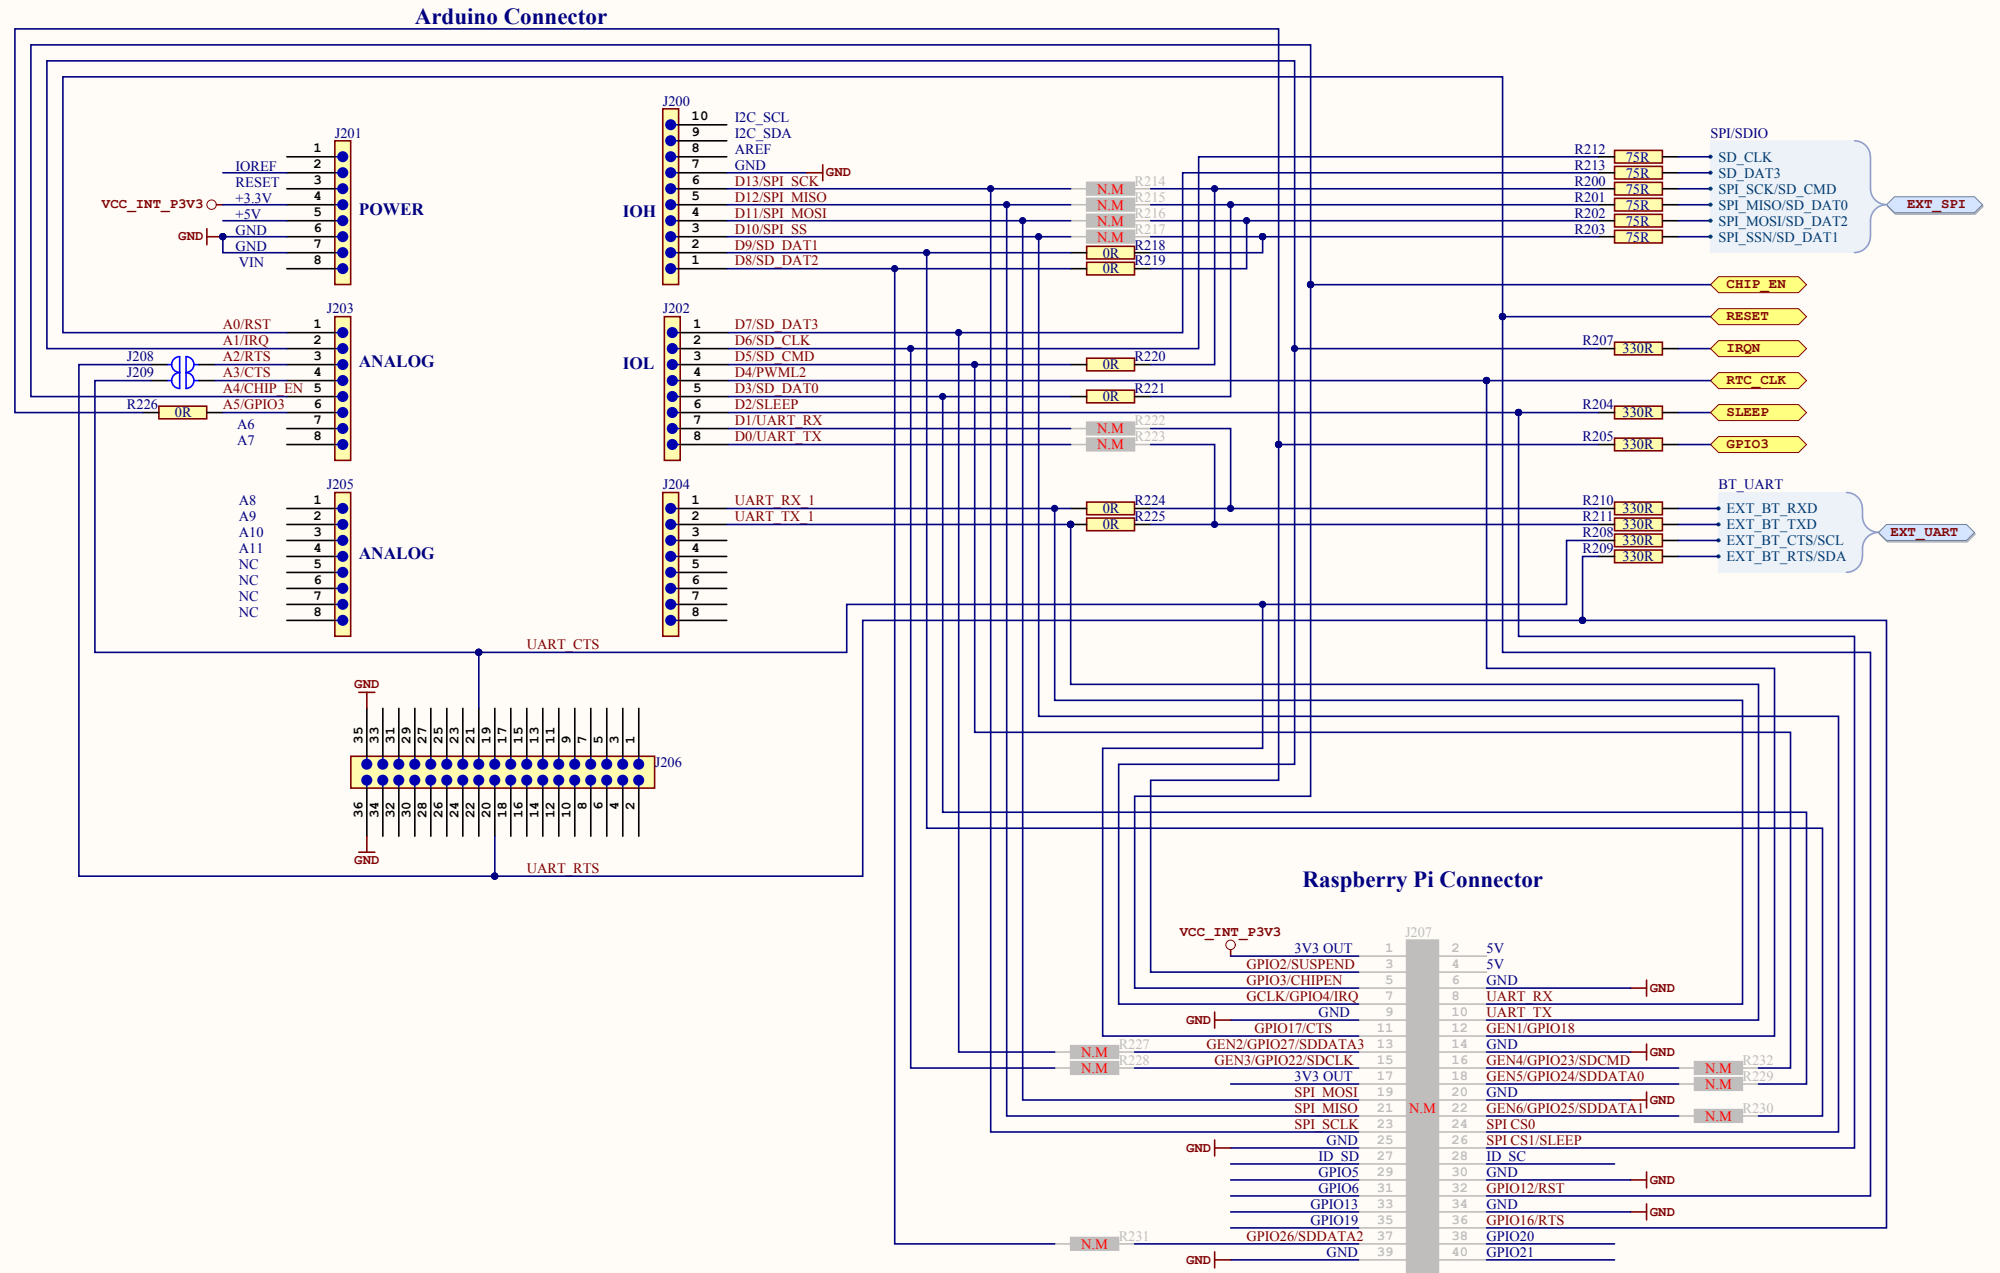 Arduino Connector
J201
1
IOREF 2
RESET 3
VCC_INT_P3V3 +3.3V 4
+5V 5
GND GND 6
GND 7
VIN 8
POWER
J200
10 I2C_SCL
9 I2C_SDA
8 AREF
7 GND GND
6 D13/SPI_SCK
5 D12/SPI_MISO
4 D11/SPI_MOSI
3 D10/SPI_SS
2 D9/SD_DAT1
1 D8/SD_DAT2
IOH
N.M R214
N.M R215
N.M R216
N.M R217
0R R218
0R R219
SPI/SDIO
R212 75R SD_CLK
R213 75R SD_DAT3
R200 75R SPI_SCK/SD_CMD
R201 75R SPI_MISO/SD_DAT0
R202 75R SPI_MOSI/SD_DAT2
R203 75R SPI_SSN/SD_DAT1
EXT_SPI
CHIP_EN
RESET
R207 330R IRQN
RTC_CLK
R204 330R SLEEP
R205 330R GPIO3
J203
A0/RST 1
A1/IRQ 2
J208 A2/RTS 3
J209 A3/CTS 4
A4/CHIP_EN 5
R226 0R A5/GPIO3 6
A6 7
A7 8
ANALOG
J202
1 D7/SD_DAT3
2 D6/SD_CLK
3 D5/SD_CMD
4 D4/PWML2
5 D3/SD_DAT0
6 D2/SLEEP
7 D1/UART_RX
8 D0/UART_TX
IOL
0R R220
0R R221
N.M R222
N.M R223
J205
A8 1
A9 2
A10 3
A11 4
NC 5
NC 6
NC 7
NC 8
ANALOG
J204
1 UART_RX_1
2 UART_TX_1
3
4
5
6
7
8
0R R224
0R R225
BT_UART
R210 330R EXT_BT_RXD
R211 330R EXT_BT_TXD
R208 330R EXT_BT_CTS/SCL
R209 330R EXT_BT_RTS/SDA
EXT_UART
UART_CTS
GND
35 33 31 29 27 25 23 21 19 17 15 13 11 9 7 5 3 1
J206
36 34 32 30 28 26 24 22 20 18 16 14 12 10 8 6 4 2
GND
UART_RTS
Raspberry Pi Connector
VCC_INT_P3V3
J207
N.M
3V3 OUT 1 2 5V
GPIO2/SUSPEND 3 4 5V
GPIO3/CHIPEN 5 6 GND GND
GCLK/GPIO4/IRQ 7 8 UART_RX
GND GND 9 10 UART_TX
GPIO17/CTS 11 12 GEN1/GPIO18
N.M R227 GEN2/GPIO27/SDDATA3 13 14 GND GND
N.M R228 GEN3/GPIO22/SDCLK 15 16 GEN4/GPIO23/SDCMD N.M R232
3V3 OUT 17 18 GEN5/GPIO24/SDDATA0 N.M R229
SPI_MOSI 19 20 GND GND
SPI_MISO 21 22 GEN6/GPIO25/SDDATA1 N.M R230
SPI_SCLK 23 24 SPI CS0
GND GND 25 26 SPI CS1/SLEEP
ID_SD 27 28 ID_SC
GPIO5 29 30 GND GND
GPIO6 31 32 GPIO12/RST
GPIO13 33 34 GND GND
GPIO19 35 36 GPIO16/RTS
N.M R231 GPIO26/SDDATA2 37 38 GPIO20
GND GND 39 40 GPIO21